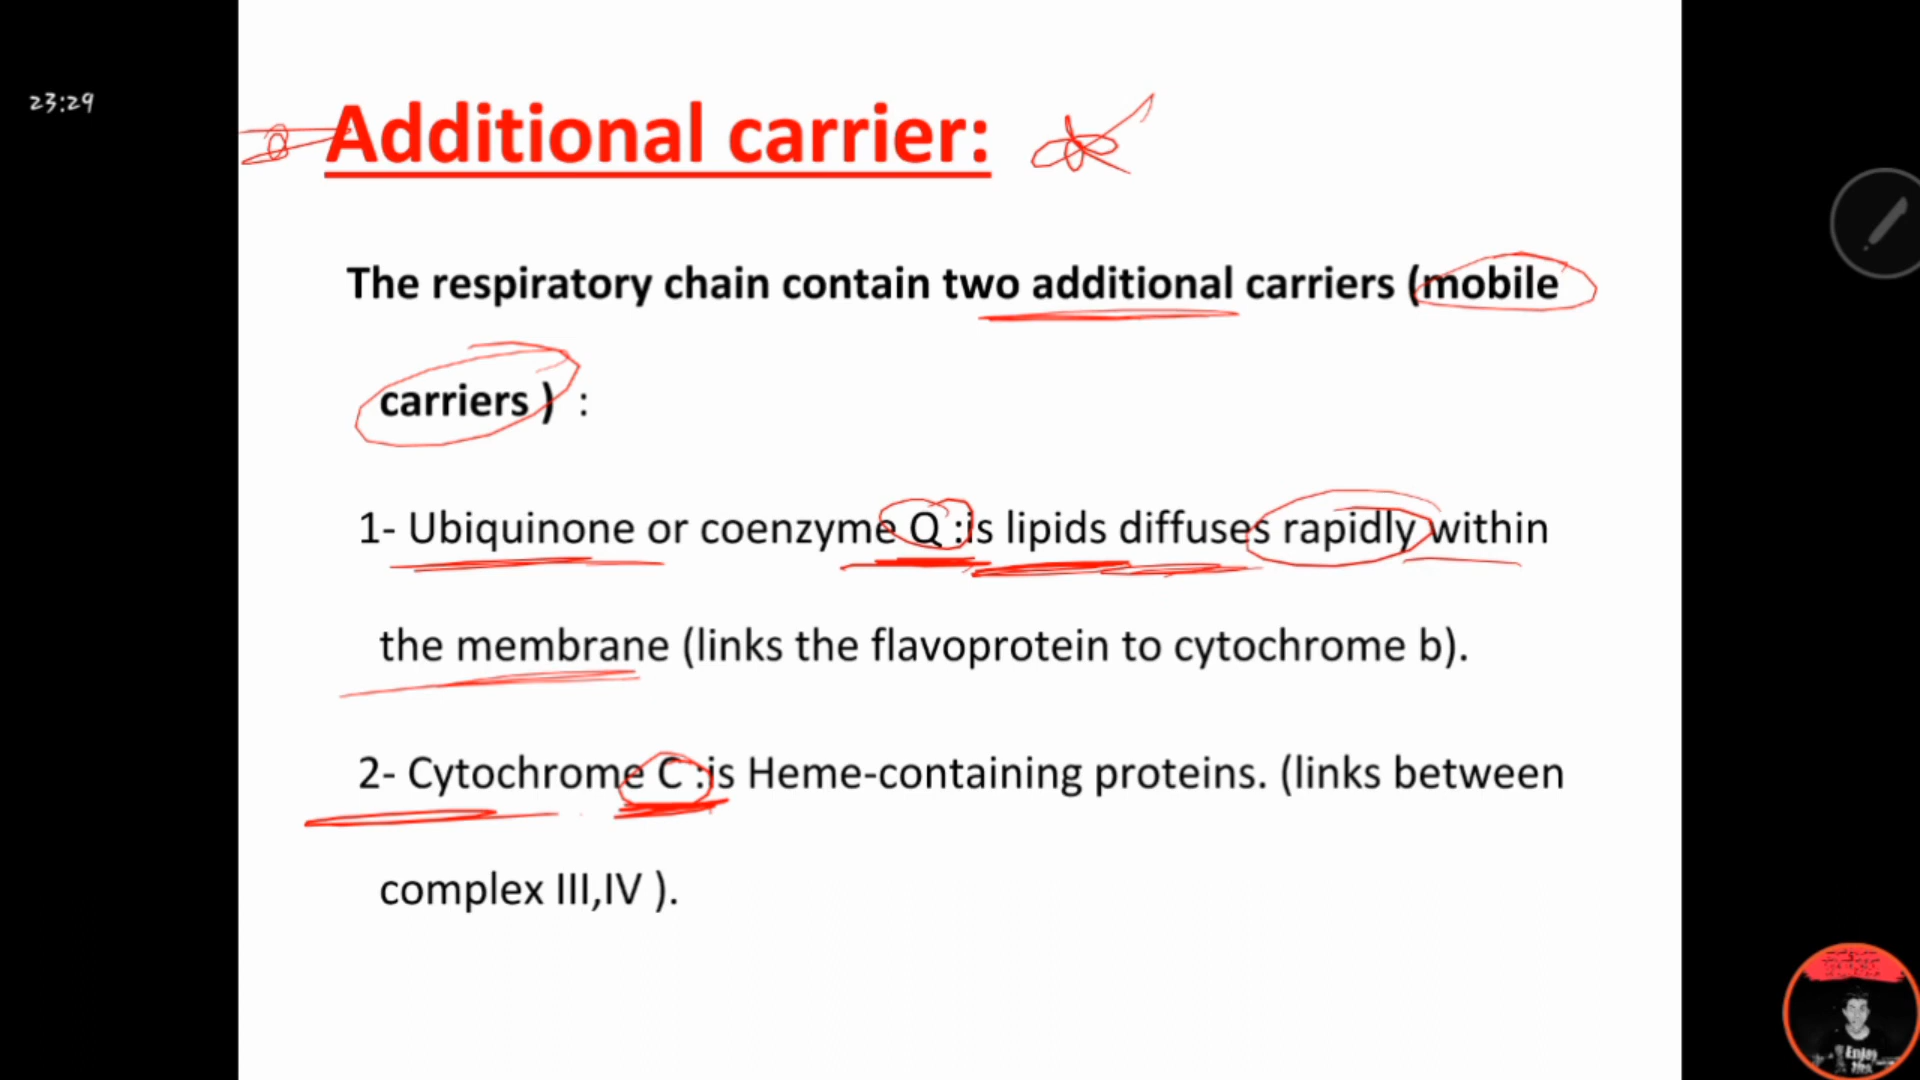 23:29
Additional carrier:
The respiratory chain contain two additional carriers (mobile
carriers ) :
1- Ubiquinone or coenzyme Q :is lipids diffuses rapidly within
the membrane (links the flavoprotein to cytochrome b).
2- Cytochrome C :is Heme-containing proteins. (links between
complex III,IV ).
Enjoy